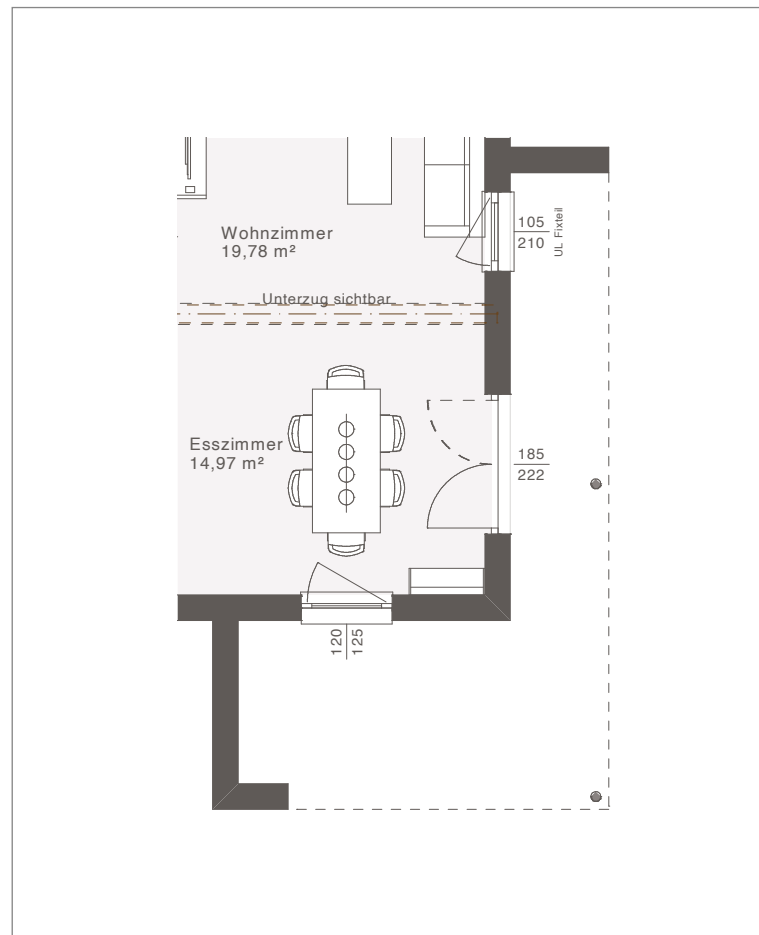 Wohnzimmer
19,78 m²
105
210
UL Fixteil
Unterzug sichtbar
Esszimmer
14,97 m²
185
222
120
125